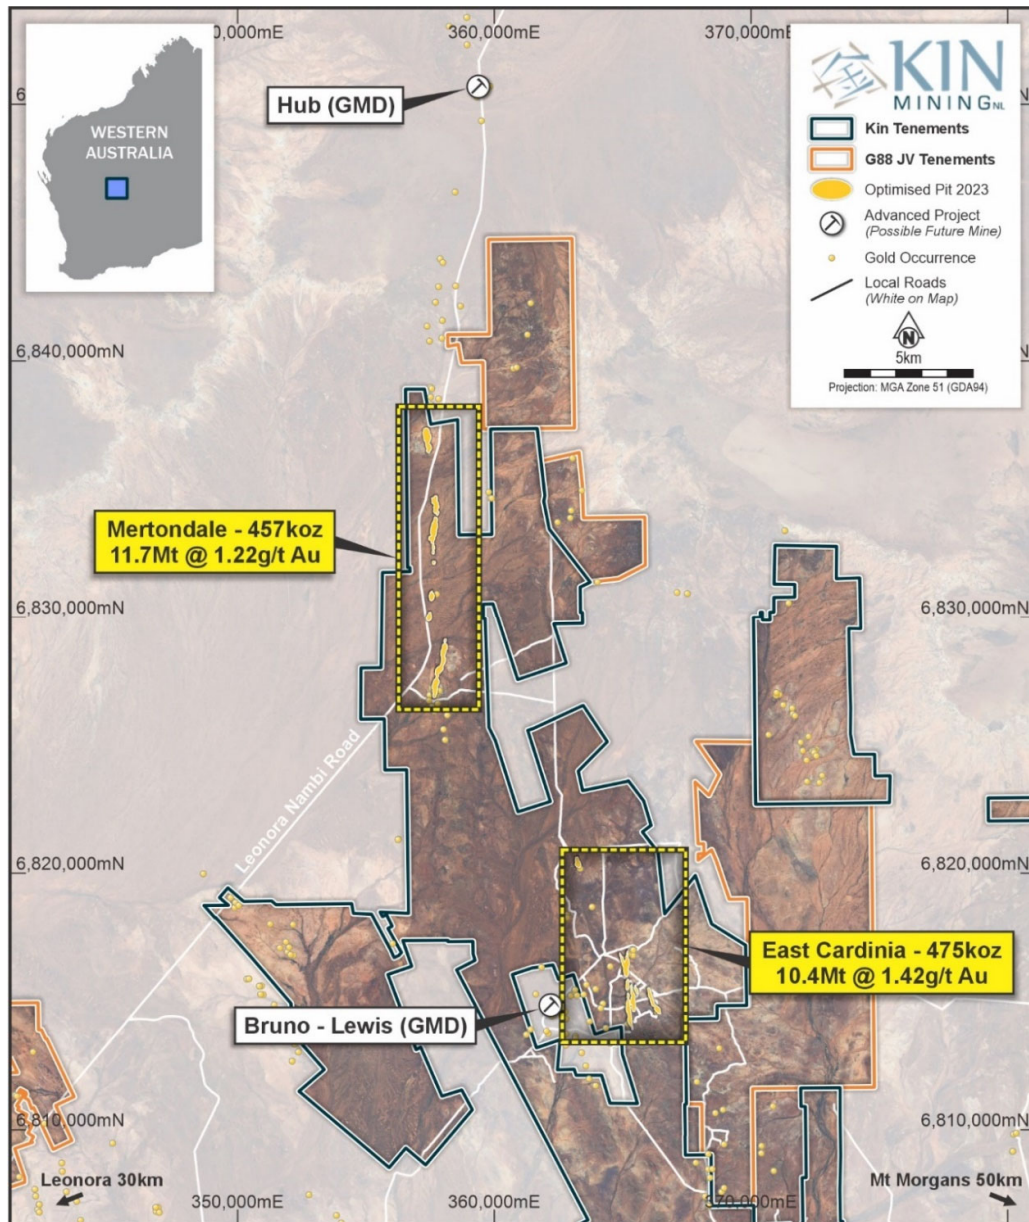 0,000mE
360,000mE
370,000mE
WESTERN
AUSTRALIA
Hub (GMD)
KIN
MINING NL
Kin Tenements
G88 JV Tenements
Optimised Pit 2023
Advanced Project
(Possible Future Mine)
Gold Occurrence
Local Roads
(White on Map)
N
5km
Projection: MGA Zone 51 (GDA94)
6,840,000mN
Mertondale - 457koz
11.7Mt @ 1.22g/t Au
6,830,000mN
6,830,000mN
Leonora Nambi Road
6,820,000mN
6,820,000mN
East Cardinia - 475koz
10.4Mt @ 1.42g/t Au
Bruno - Lewis (GMD)
6,810,000mN
6,810,000mN
Leonora 30km
Mt Morgans 50km
350,000mE
360,000mE
370,000mE